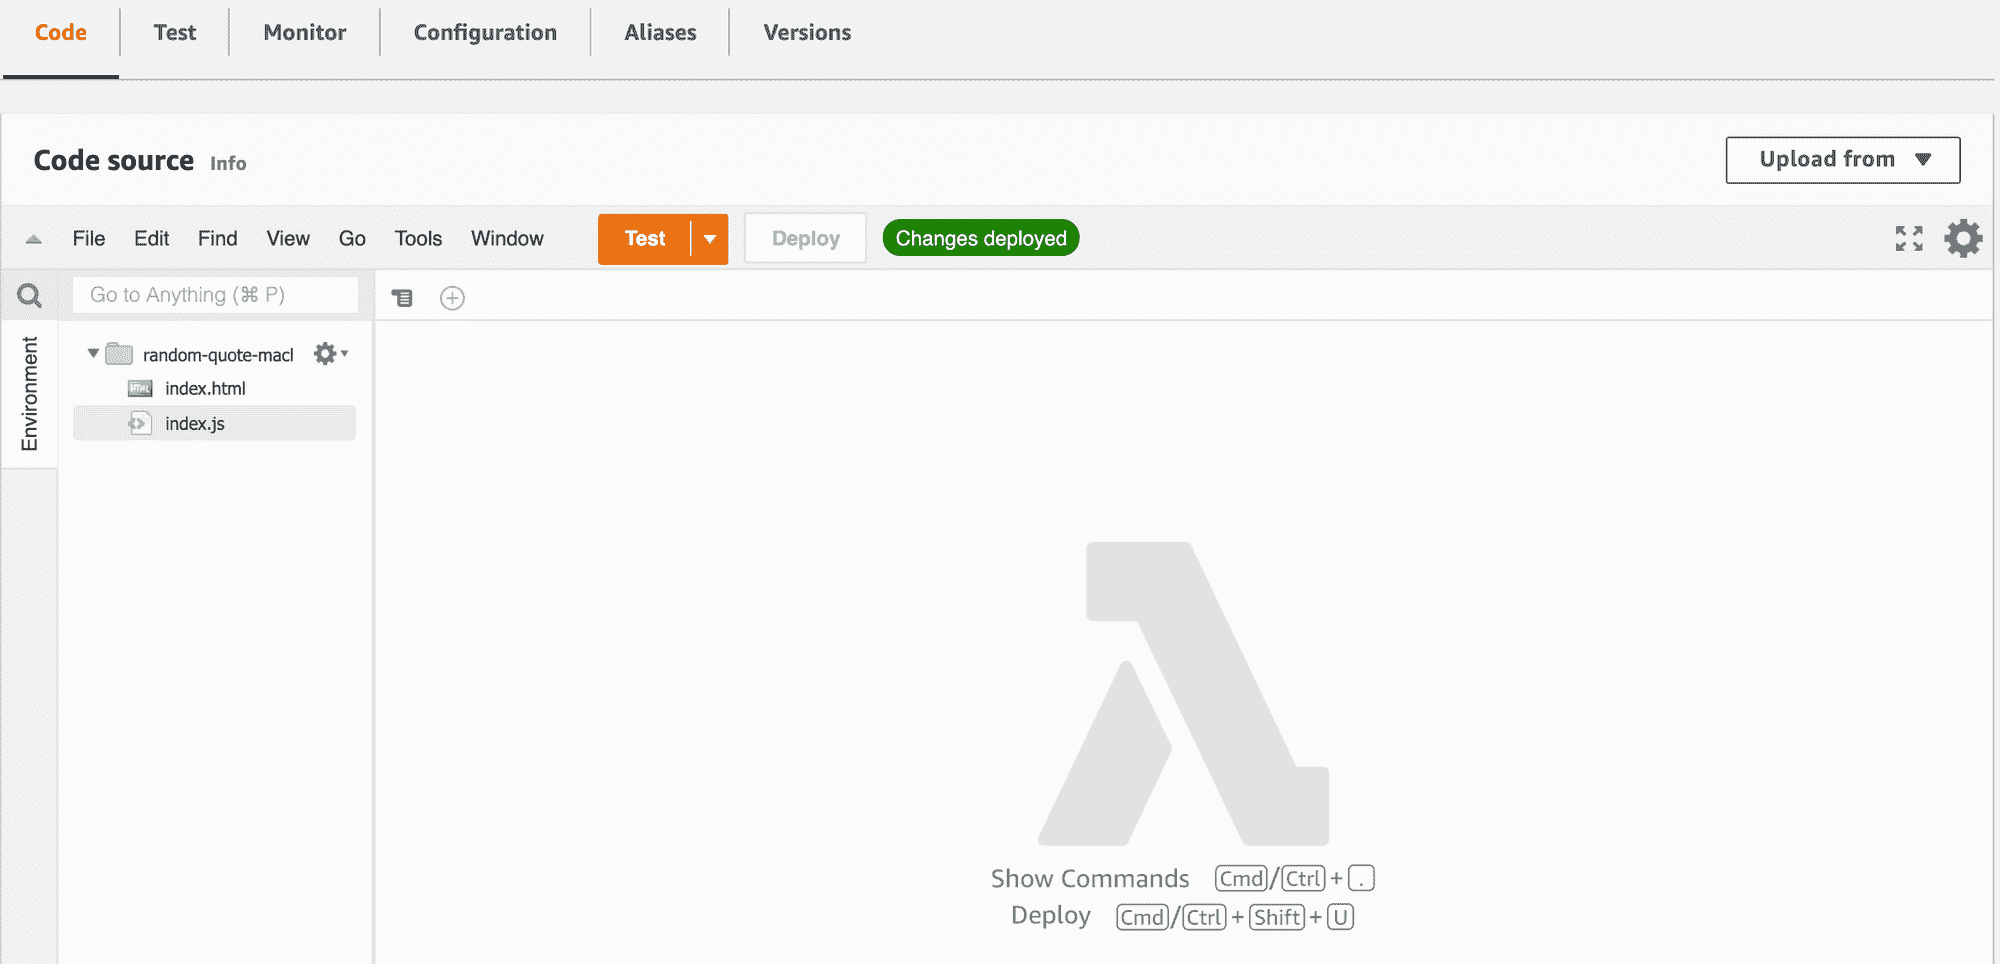 Code Test Monitor Configuration Aliases Versions
Code source Info
Upload from
File Edit Find View Go Tools Window Test Deploy Changes deployed
Go to Anything (⌘ P)
Environment
random-quote-macl
index.html
index.js
Show Commands Cmd/Ctrl+.
Deploy Cmd/Ctrl+Shift+U